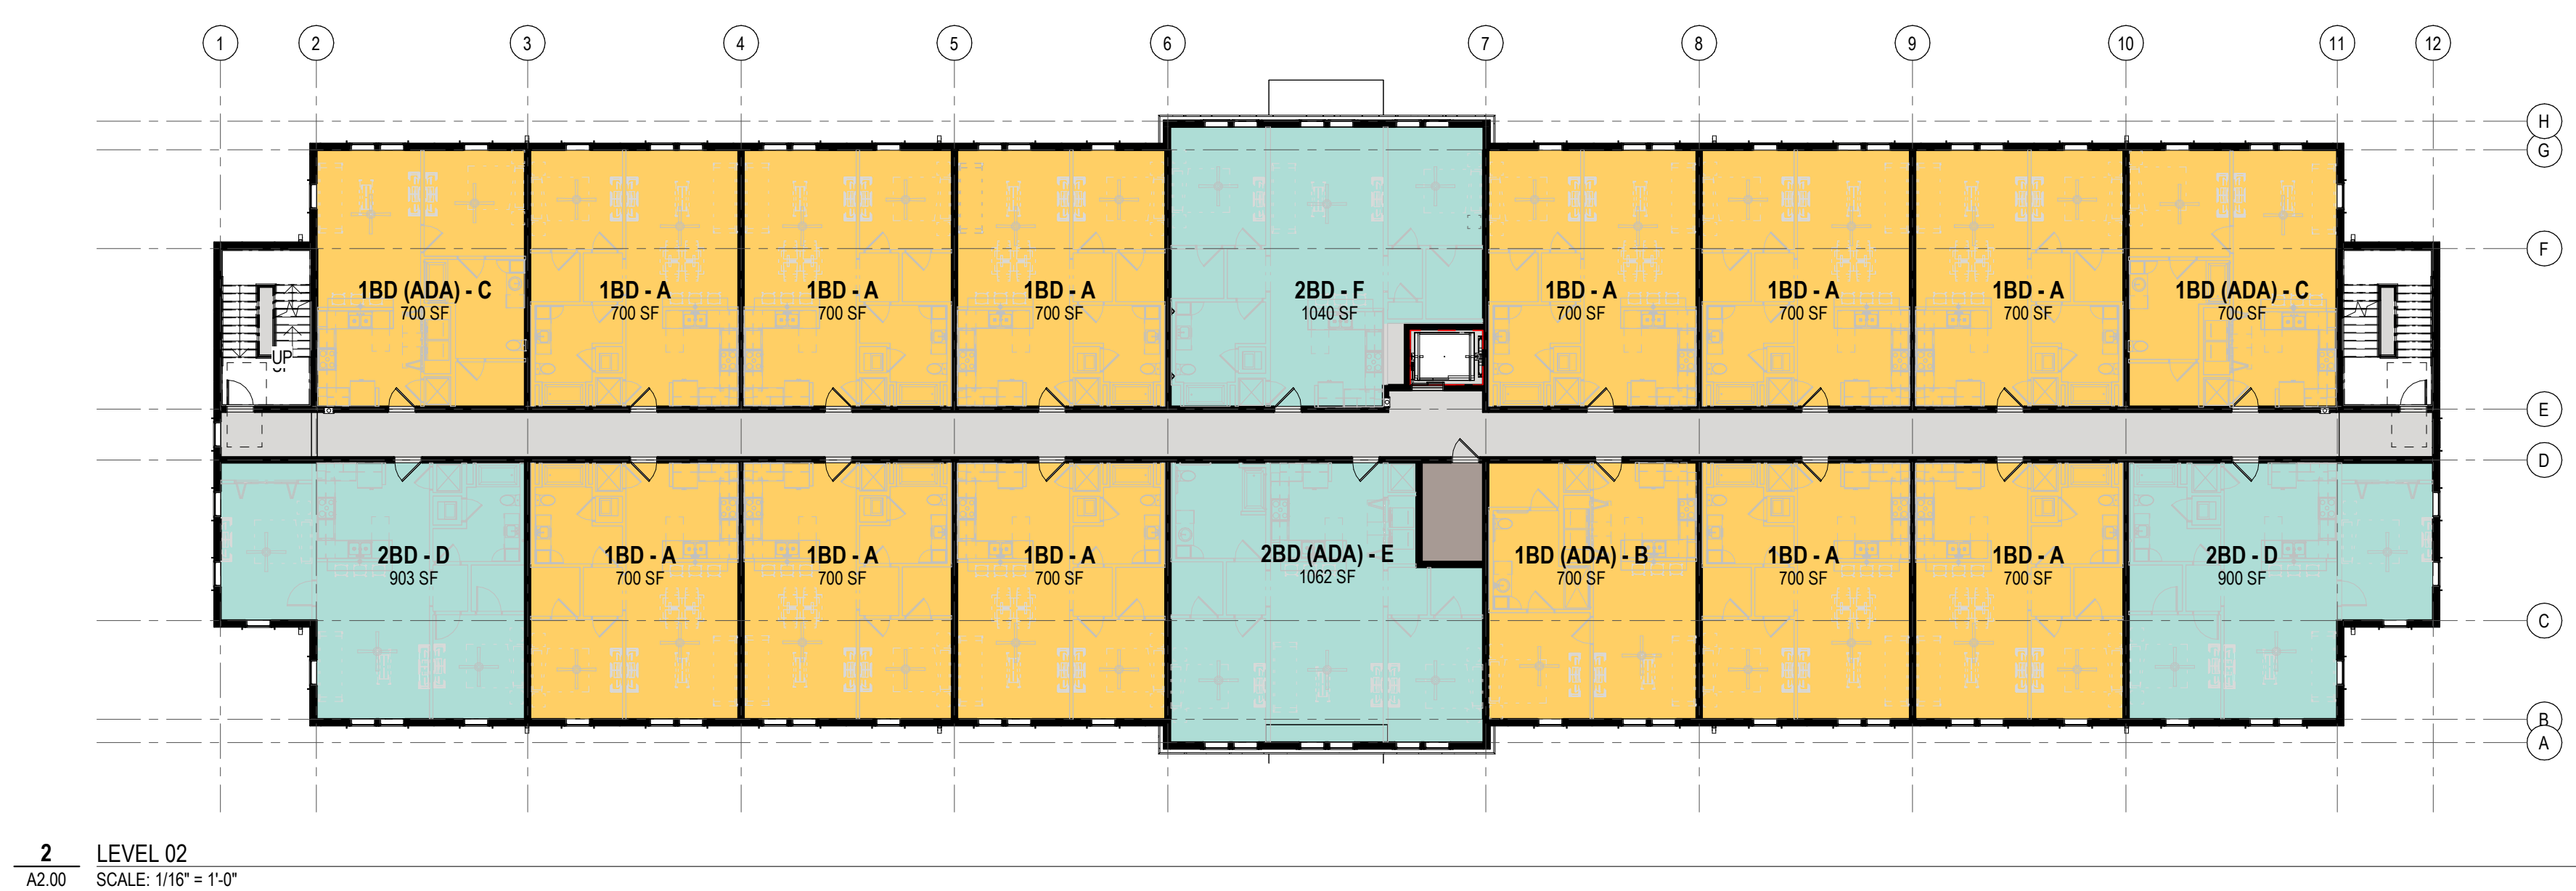 1 2 3 4 5 6 7 8 9 10 11 12
H
G
F
1BD (ADA) - C 1BD - A 1BD - A 1BD - A 2BD - F 1BD - A 1BD - A 1BD - A 1BD (ADA) - C
700 SF 700 SF 700 SF 700 SF 1040 SF 700 SF 700 SF 700 SF 700 SF
UP
E
D
2BD - D 1BD - A 1BD - A 1BD - A 2BD (ADA) - E 1BD (ADA) - B 1BD - A 1BD - A 2BD - D
903 SF 700 SF 700 SF 700 SF 1062 SF 700 SF 700 SF 700 SF 900 SF
C
B
A
2 LEVEL 02
A2.00 SCALE: 1/16" = 1'-0"